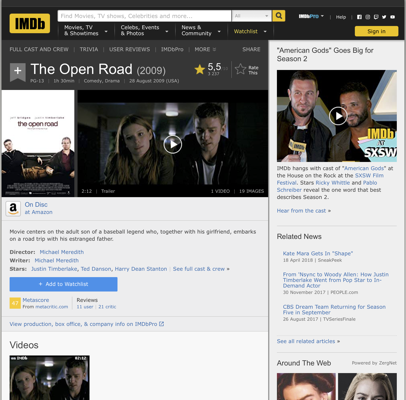 IMDb
Find Movies, TV shows, Celebrities and more...
All
IMDbPro
Help
Movies, TV & Showtimes
Celebs, Events & Photos
News & Community
Watchlist
Sign in
FULL CAST AND CREW | TRIVIA | USER REVIEWS | IMDbPro | MORE
SHARE
The Open Road (2009)
PG-13 | 1h 30min | Comedy, Drama | 28 August 2009 (USA)
5,5
Rate This
the open road
2:12 | Trailer
1 VIDEO | 19 IMAGES
On Disc
at Amazon
Movie centers on the adult son of a baseball legend who, together with his girlfriend, embarks
on a road trip with his estranged father.
Director: Michael Meredith
Writer: Michael Meredith
Stars: Justin Timberlake, Ted Danson, Harry Dean Stanton | See full cast & crew »
+ Add to Watchlist
Metascore
From metacritic.com
Reviews
11 user | 21 critic
View production, box office, & company info on IMDbPro
Videos
"American Gods" Goes Big for
Season 2
IMDb
at
SXSW
IMDb hangs with cast of "American Gods" at
the House on the Rock at the SXSW Film
Festival. Stars Ricky Whittle and Pablo
Schreiber reveal the one word that best
describes Season 2.
Hear from the cast »
Related News
Kate Mara Gets In "Shape"
18 April 2018 | SneakPeek
From 'Nsync to Woody Allen: How Justin
Timberlake Went from Pop Star to In-
Demand Actor
30 November 2017 | PEOPLE.com
CBS Dream Team Returning for Season
Five in September
26 August 2017 | TVSeriesFinale
See all related articles »
Around The Web
Powered by ZergNet